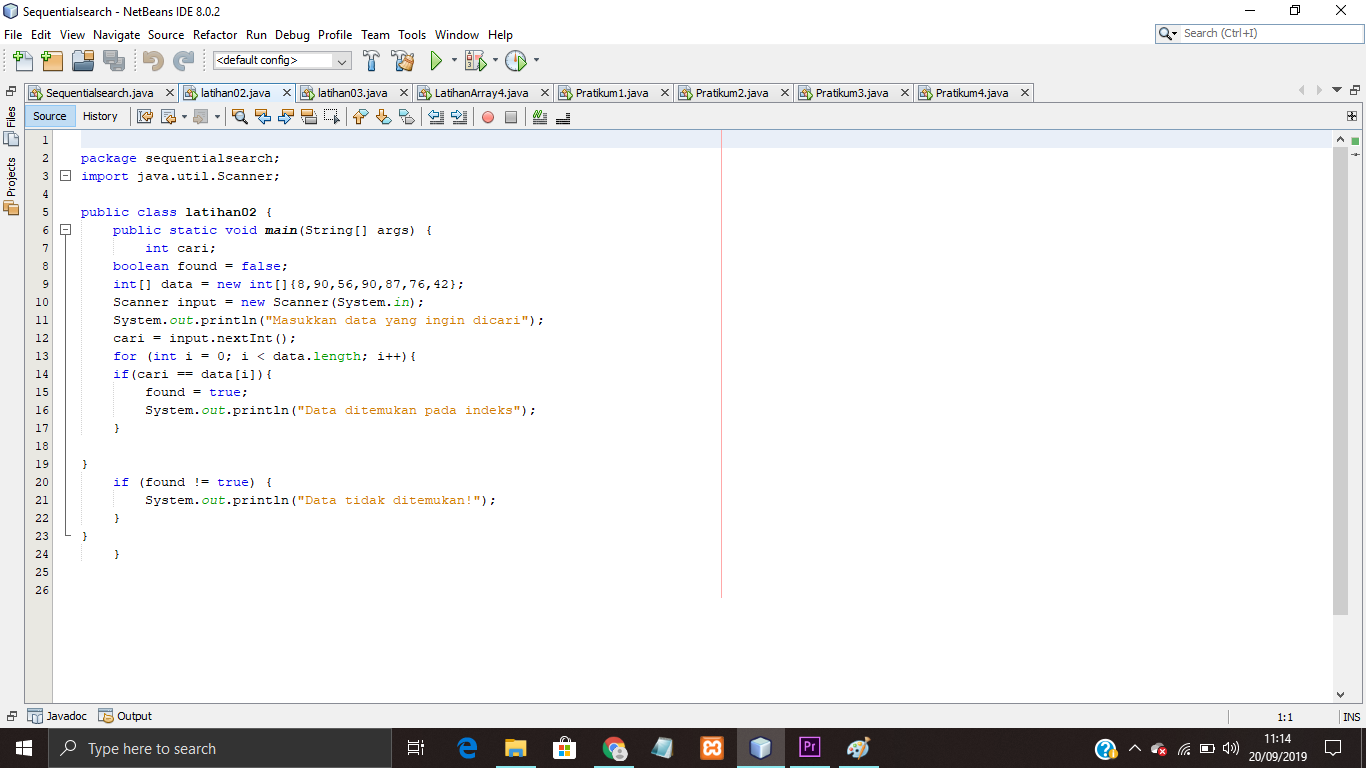 Sequentialsearch - NetBeans IDE 8.0.2
File Edit View Navigate Source Refactor Run Debug Profile Team Tools Window Help
Search (Ctrl+I)
<default config>
Sequentialsearch.java latihan02.java latihan03.java LatihanArray4.java Pratikum1.java Pratikum2.java Pratikum3.java Pratikum4.java
Files
Projects
Source History
1
2 package sequentialsearch;
3 import java.util.Scanner;
4
5 public class latihan02 {
6 public static void main(String[] args) {
7 int cari;
8 boolean found = false;
9 int[] data = new int[]{8,90,56,90,87,76,42};
10 Scanner input = new Scanner(System.in);
11 System.out.println("Masukkan data yang ingin dicari");
12 cari = input.nextInt();
13 for (int i = 0; i < data.length; i++){
14 if(cari == data[i]){
15 found = true;
16 System.out.println("Data ditemukan pada indeks");
17 }
18
19 }
20 if (found != true) {
21 System.out.println("Data tidak ditemukan!");
22 }
23 }
24 }
25
26
Javadoc Output
1:1 INS
Type here to search
Pr
11:14
20/09/2019